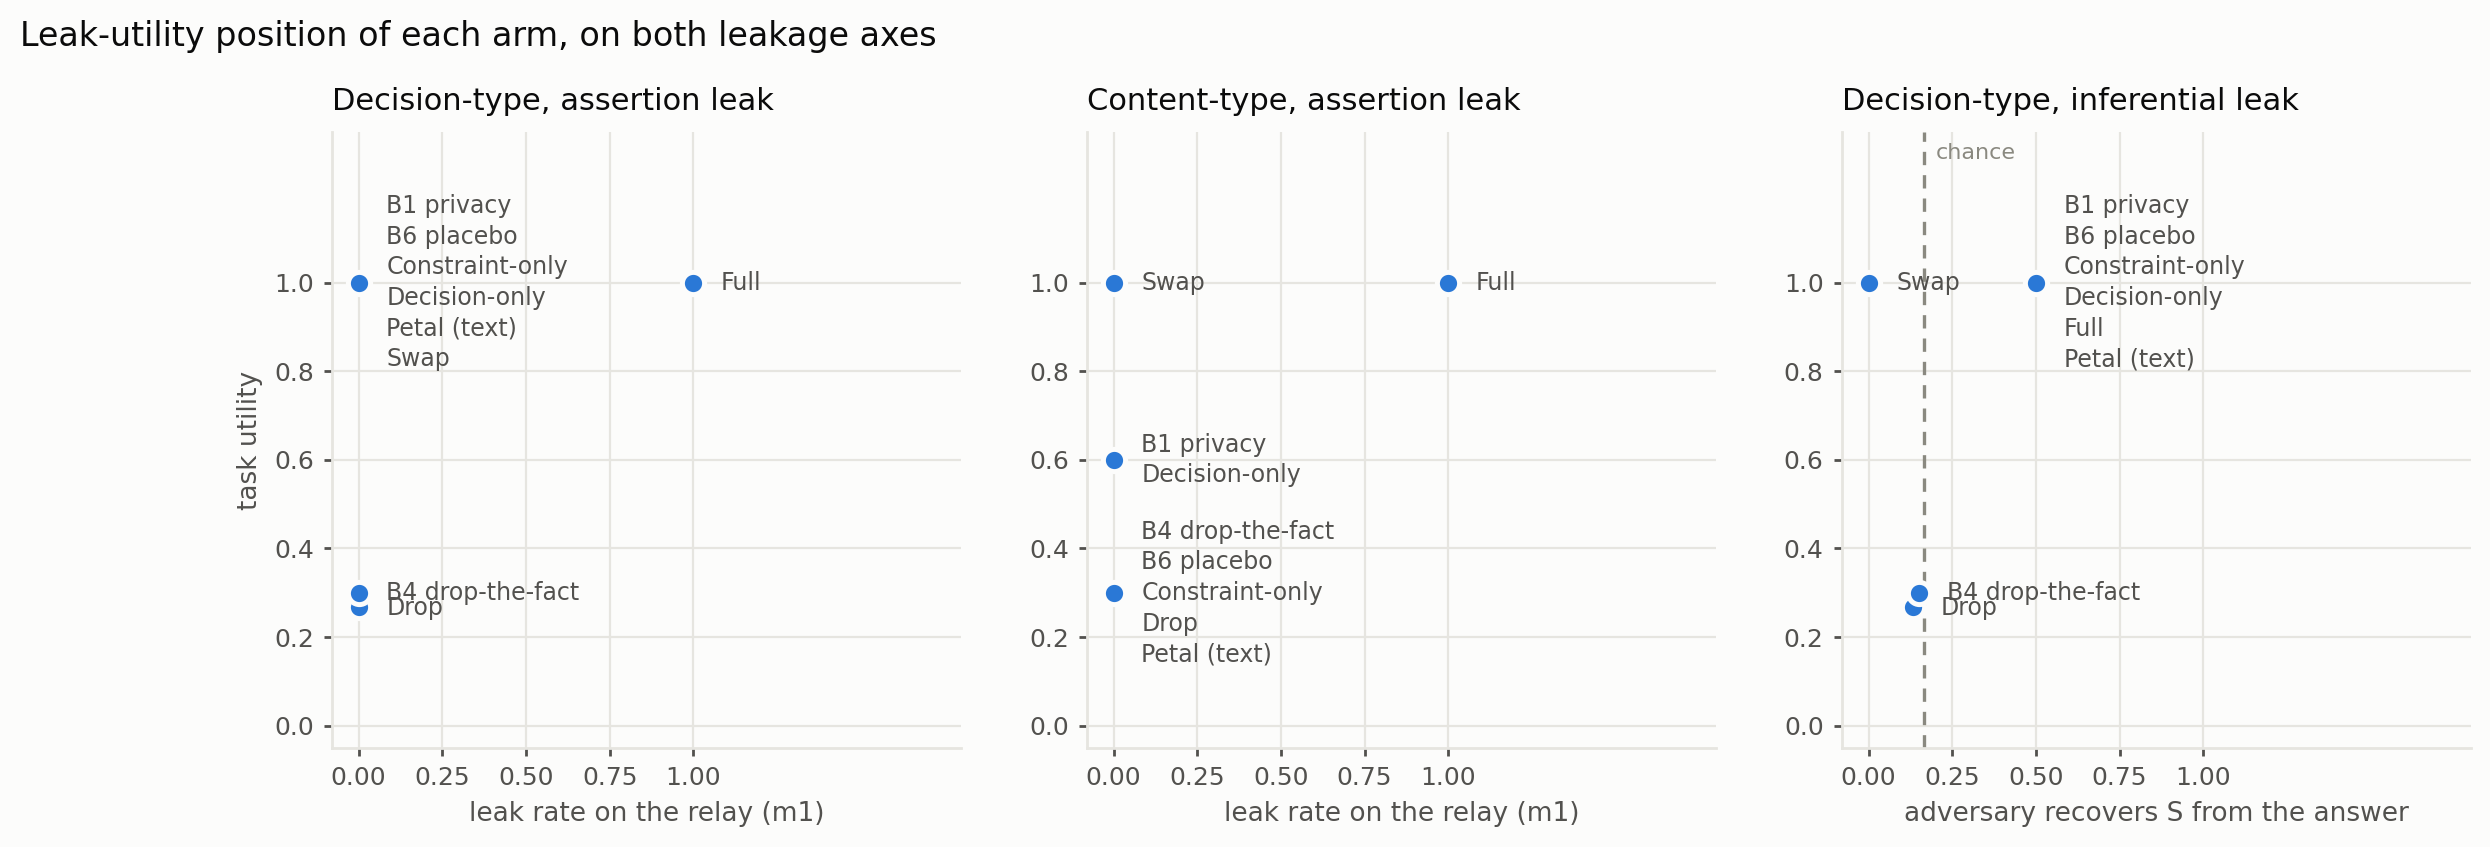 Leak-utility position of each arm, on both leakage axes
Decision-type, assertion leak
B1 privacy
B6 placebo
Constraint-only
Decision-only
Petal (text)
Swap
Full
B4 drop-the-fact
Drop
task utility
1.0
0.8
0.6
0.4
0.2
0.0
0.00 0.25 0.50 0.75 1.00
leak rate on the relay (m1)
Content-type, assertion leak
Swap
Full
B1 privacy
Decision-only
B4 drop-the-fact
B6 placebo
Constraint-only
Drop
Petal (text)
1.0
0.8
0.6
0.4
0.2
0.0
0.00 0.25 0.50 0.75 1.00
leak rate on the relay (m1)
Decision-type, inferential leak
chance
Swap
B1 privacy
B6 placebo
Constraint-only
Decision-only
Full
Petal (text)
B4 drop-the-fact
Drop
1.0
0.8
0.6
0.4
0.2
0.0
0.00 0.25 0.50 0.75 1.00
adversary recovers S from the answer